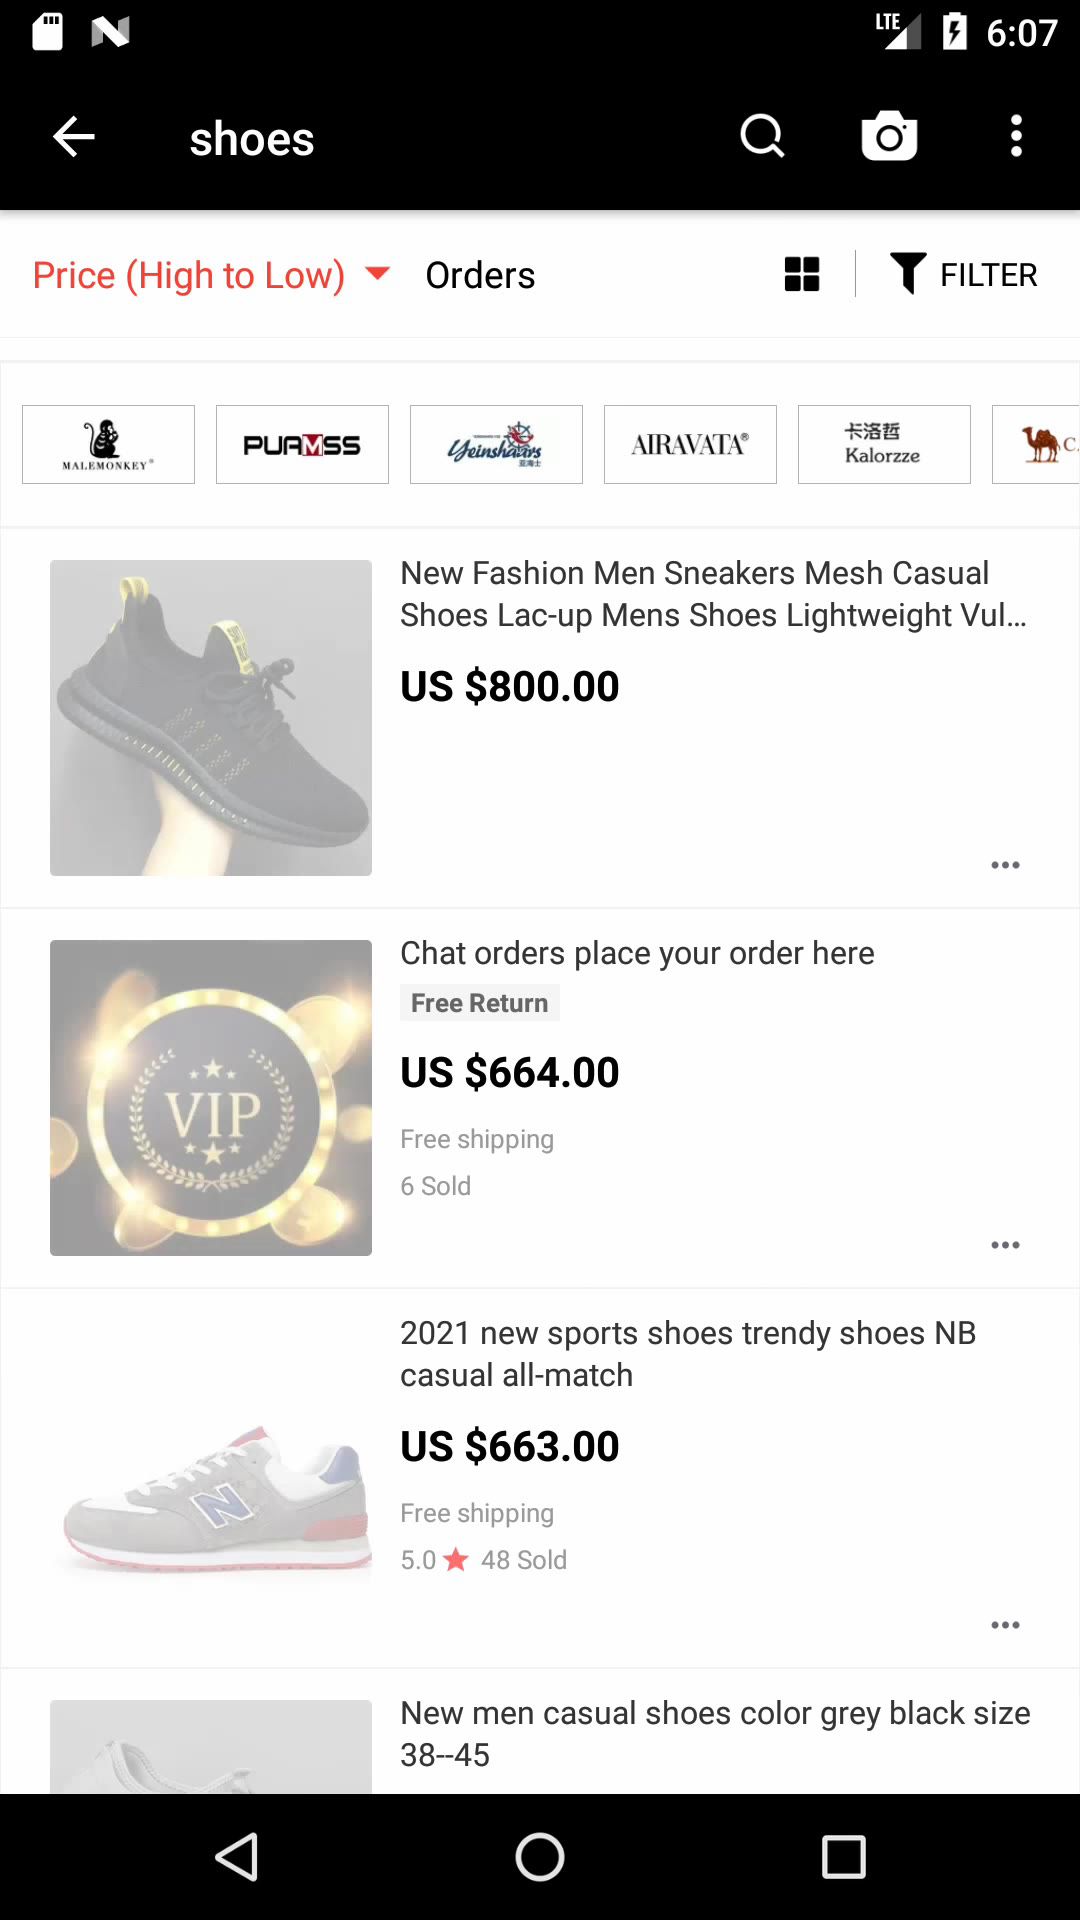 LTE 6:07
shoes
Price (High to Low) Orders FILTER
MALEMONKEY®
PUAMSS
Yeinshaars
亚海士
AIRAVATA®
卡洛哲
Kalorzze
CA
New Fashion Men Sneakers Mesh Casual
Shoes Lac-up Mens Shoes Lightweight Vul...
US $800.00
Chat orders place your order here
Free Return
US $664.00
VIP
Free shipping
6 Sold
2021 new sports shoes trendy shoes NB
casual all-match
US $663.00
N
Free shipping
5.0 48 Sold
New men casual shoes color grey black size
38--45